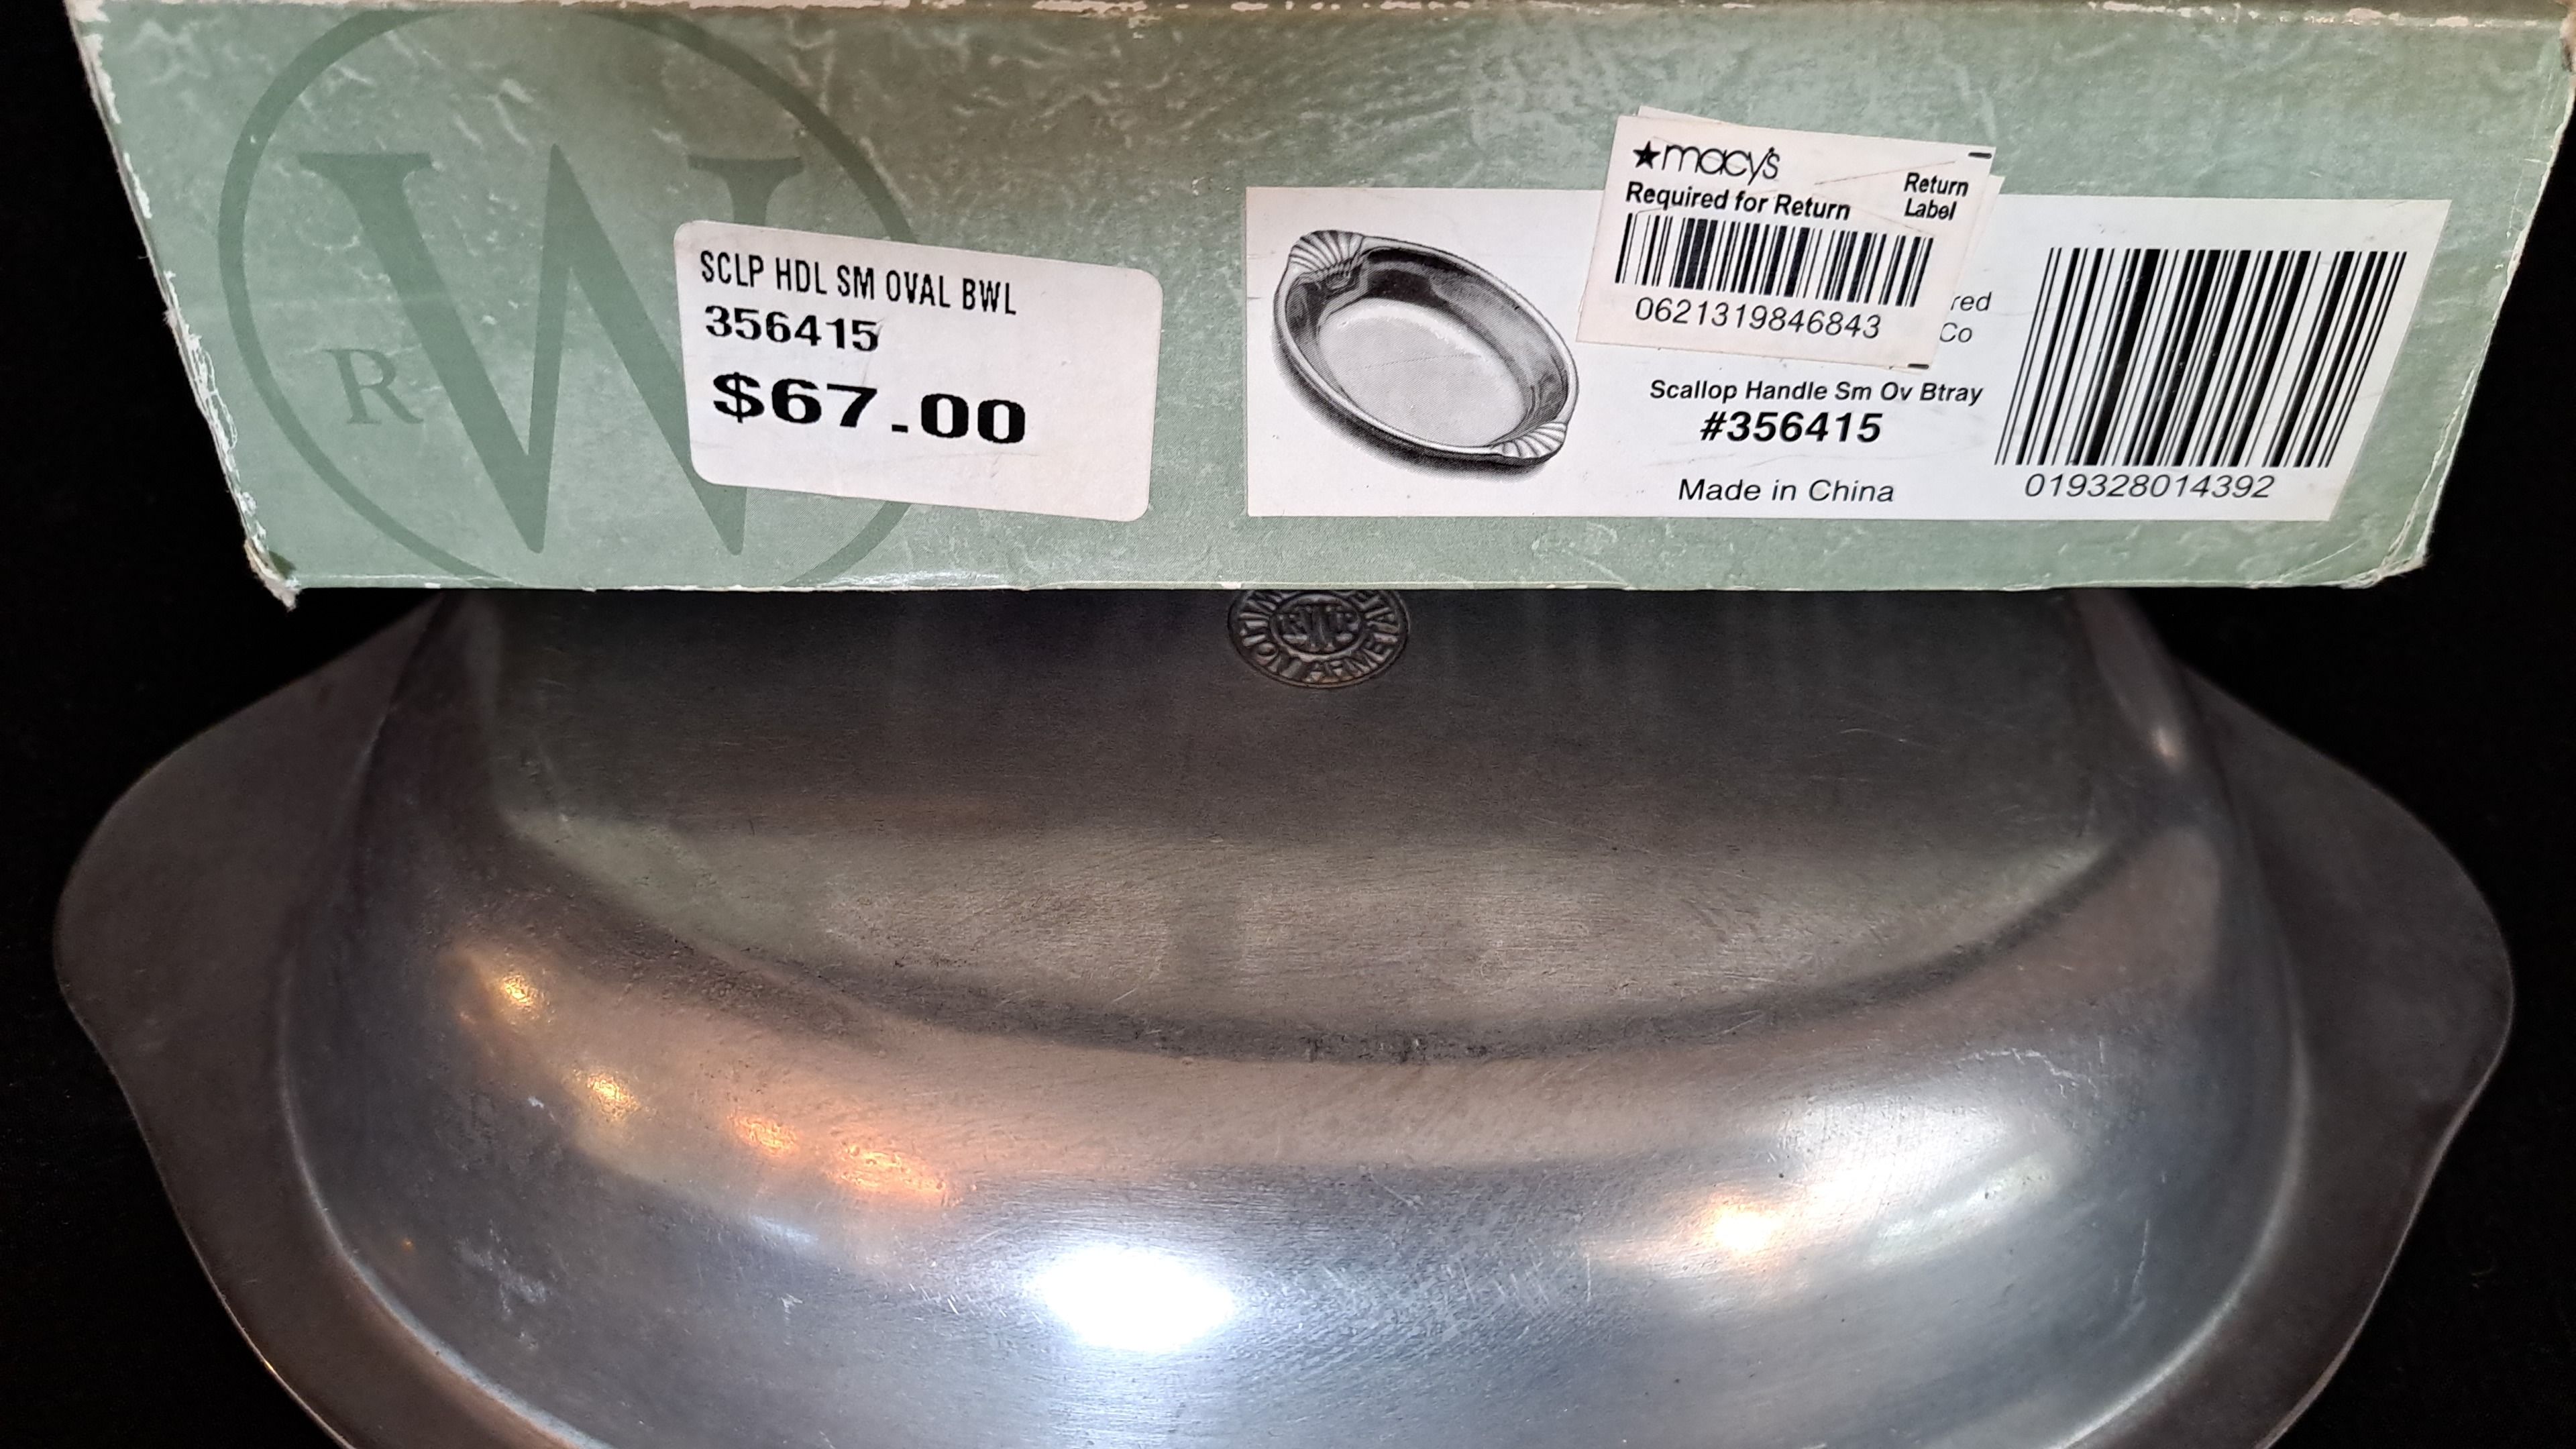 R W
SCLP HDL SM OVAL BWL
356415
$67.00
★macy's
Required for Return
Return
Label
0621319846843
red
Co
Scallop Handle Sm Ov Btray
#356415
Made in China
019328014392
RWP